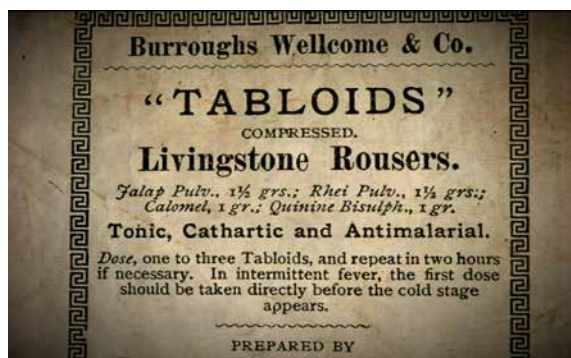 Burroughs Wellcome & Co.
"TABLOIDS"
COMPRESSED.
Livingstone Rousers.
Jalap Pulv., 1½ grs.; Rhei Pulv., 1½ grs.;
Calomel, 1 gr.; Quinine Bisulph., 1 gr.
Tonic, Cathartic and Antimalarial.
Dose, one to three Tabloids, and repeat in two hours
if necessary. In intermittent fever, the first dose
should be taken directly before the cold stage
appears.
PREPARED BY